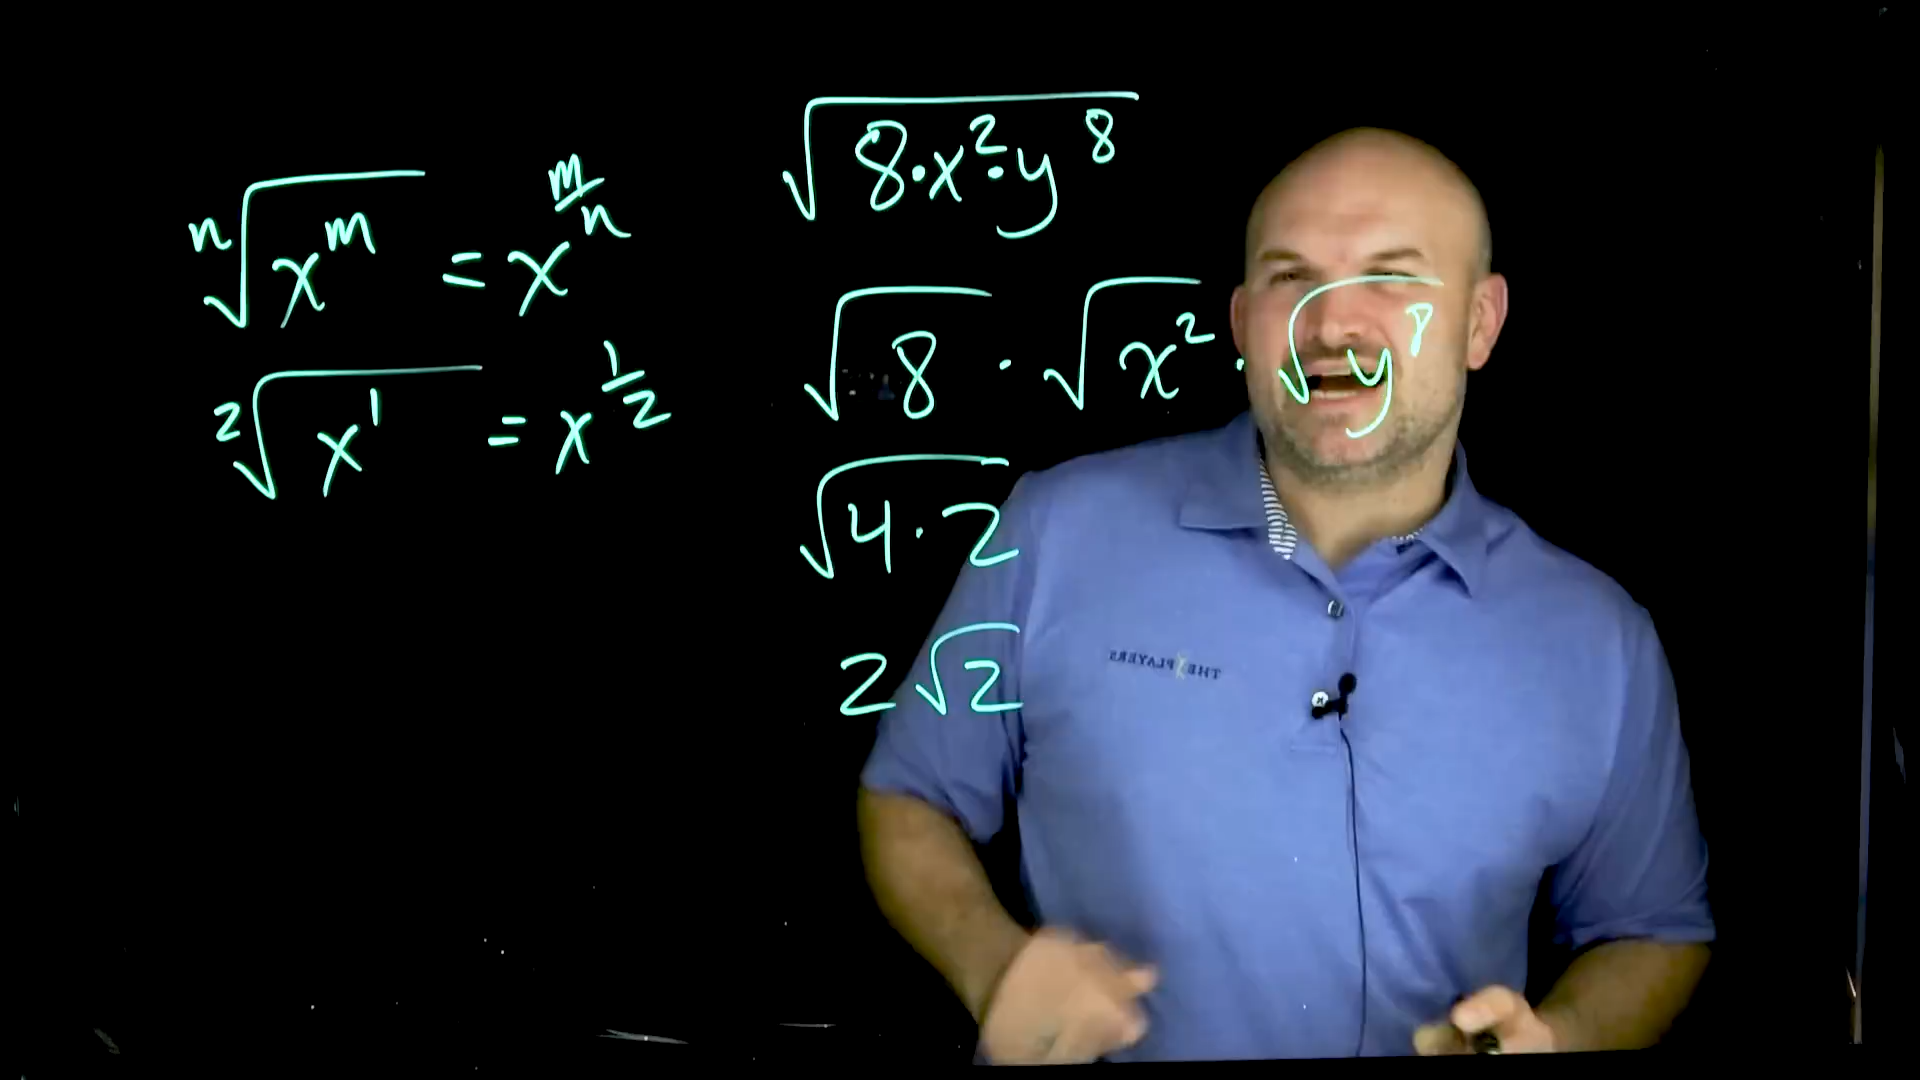 ⁿ√(xᵐ) = x^(m/n)
²√(x¹) = x^(1/2)
√(8·x²·y⁸)
√8 · √(x²) · √(y⁸)
√(4·2)
2√2
THE PLAYERS